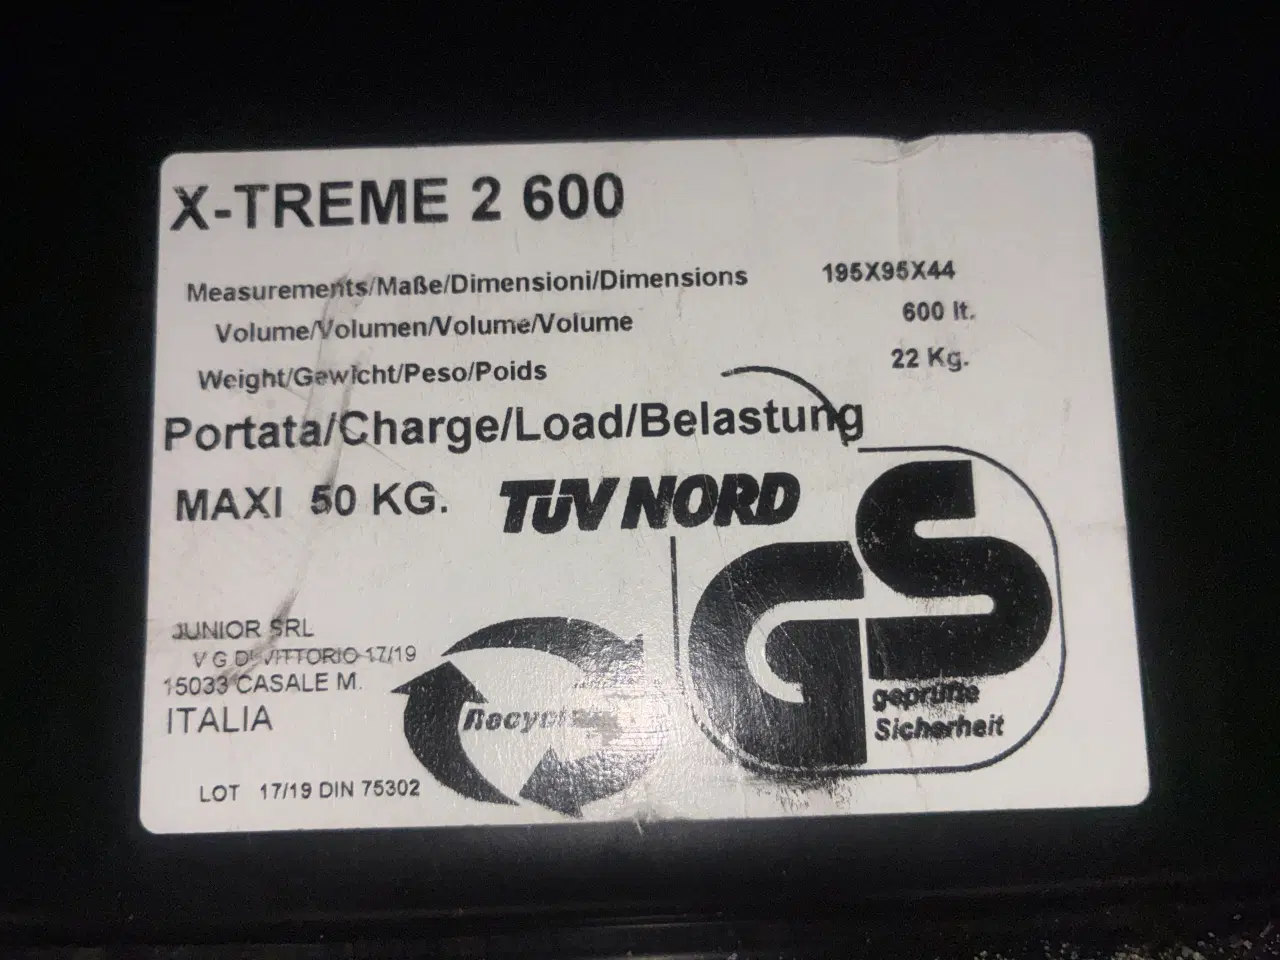 X-TREME 2 600
Measurements/Maße/Dimensioni/Dimensions 195X95X44
Volume/Volumen/Volume/Volume 600 lt.
Weight/Gewicht/Peso/Poids 22 Kg.
Portata/Charge/Load/Belastung
MAXI 50 KG.
TÜV NORD
GS
geprüfte
Sicherheit
JUNIOR SRL
V G DI VITTORIO 17/19
15033 CASALE M.
ITALIA
LOT 17/19 DIN 75302